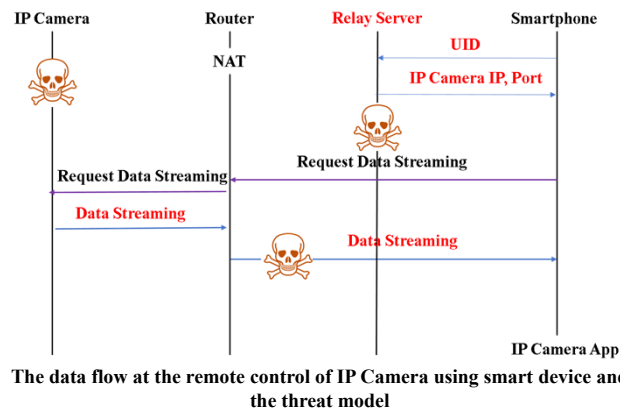 IP Camera Router Relay Server Smartphone
UID
NAT
IP Camera IP, Port
Request Data Streaming
Request Data Streaming
Data Streaming
Data Streaming
IP Camera App
The data flow at the remote control of IP Camera using smart device and
the threat model